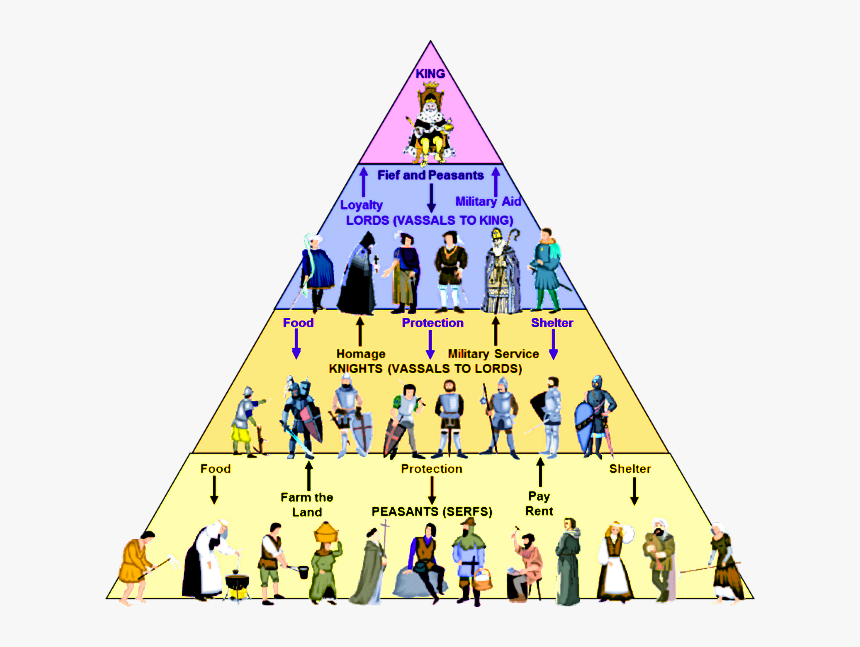 KING
Fief and Peasants
Loyalty
Military Aid
LORDS (VASSALS TO KING)
Food Protection Shelter
Homage Military Service
KNIGHTS (VASSALS TO LORDS)
Food Protection Shelter
Farm the
Land
Pay
Rent
PEASANTS (SERFS)